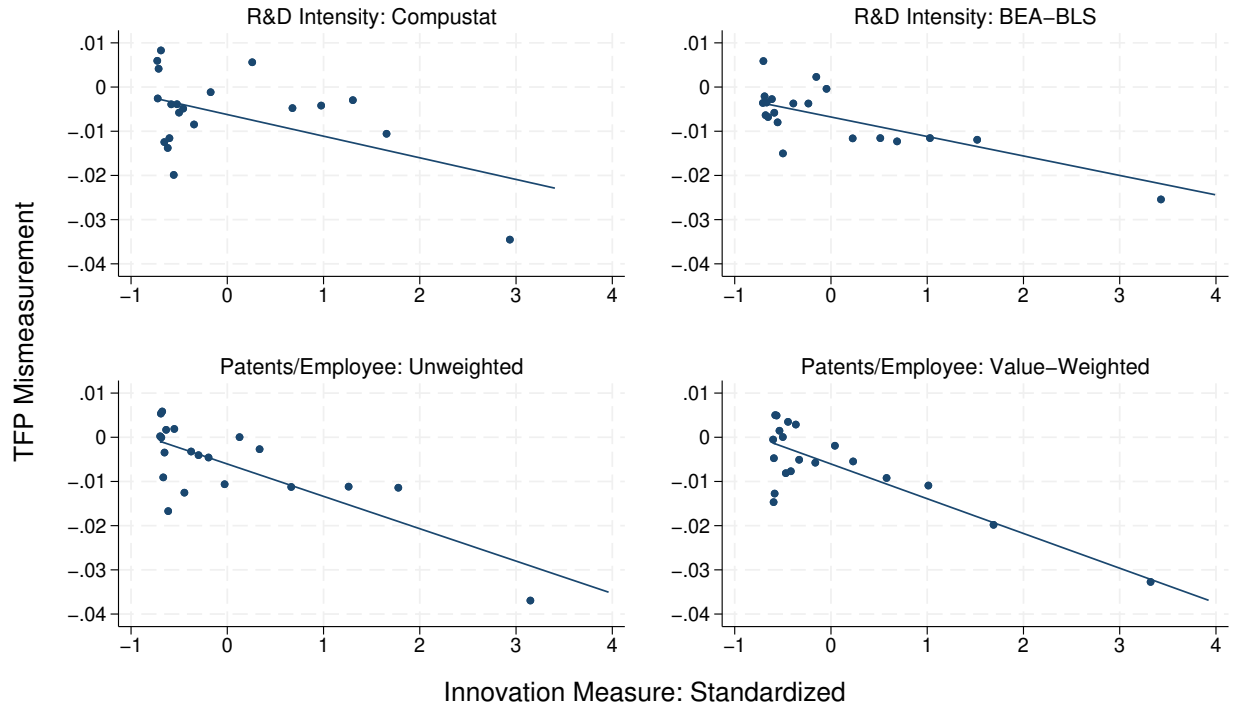 R&D Intensity: Compustat
.01
0
−.01
−.02
−.03
−.04
−1 0 1 2 3 4
R&D Intensity: BEA−BLS
.01
0
−.01
−.02
−.03
−.04
−1 0 1 2 3 4
Patents/Employee: Unweighted
.01
0
−.01
−.02
−.03
−.04
−1 0 1 2 3 4
Patents/Employee: Value−Weighted
.01
0
−.01
−.02
−.03
−.04
−1 0 1 2 3 4
TFP Mismeasurement
Innovation Measure: Standardized